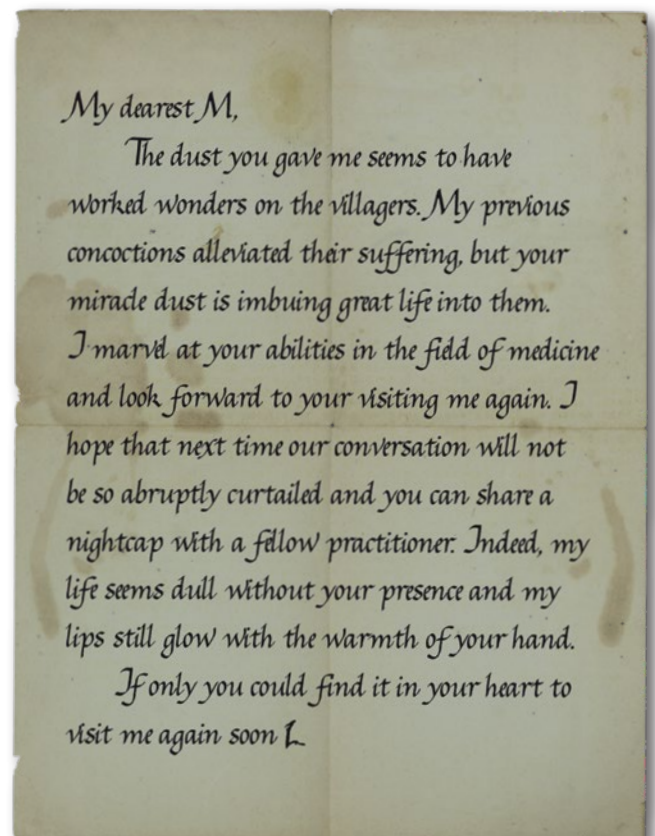 My dearest M,
The dust you gave me seems to have
worked wonders on the villagers. My previous
concoctions alleviated their suffering, but your
miracle dust is imbuing great life into them.
I marvel at your abilities in the field of medicine
and look forward to your visiting me again. I
hope that next time our conversation will not
be so abruptly curtailed and you can share a
nightcap with a fellow practitioner. Indeed, my
life seems dull without your presence and my
lips still glow with the warmth of your hand.
If only you could find it in your heart to
visit me again soon L